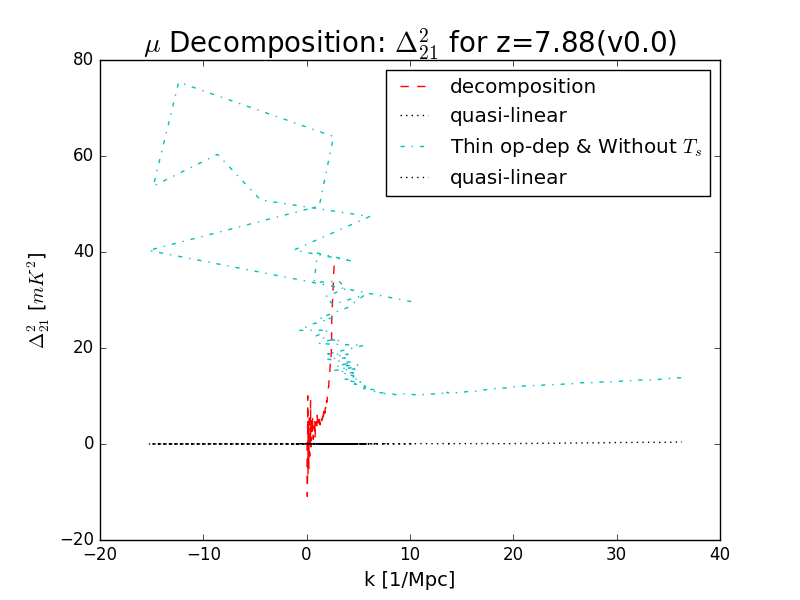 μ Decomposition: Δ²₂₁ for z=7.88(v0.0)
decomposition
quasi-linear
Thin op-dep & Without Tₛ
quasi-linear
80
60
40
20
0
−20
Δ²₂₁ [mK²]
−20 −10 0 10 20 30 40
k [1/Mpc]